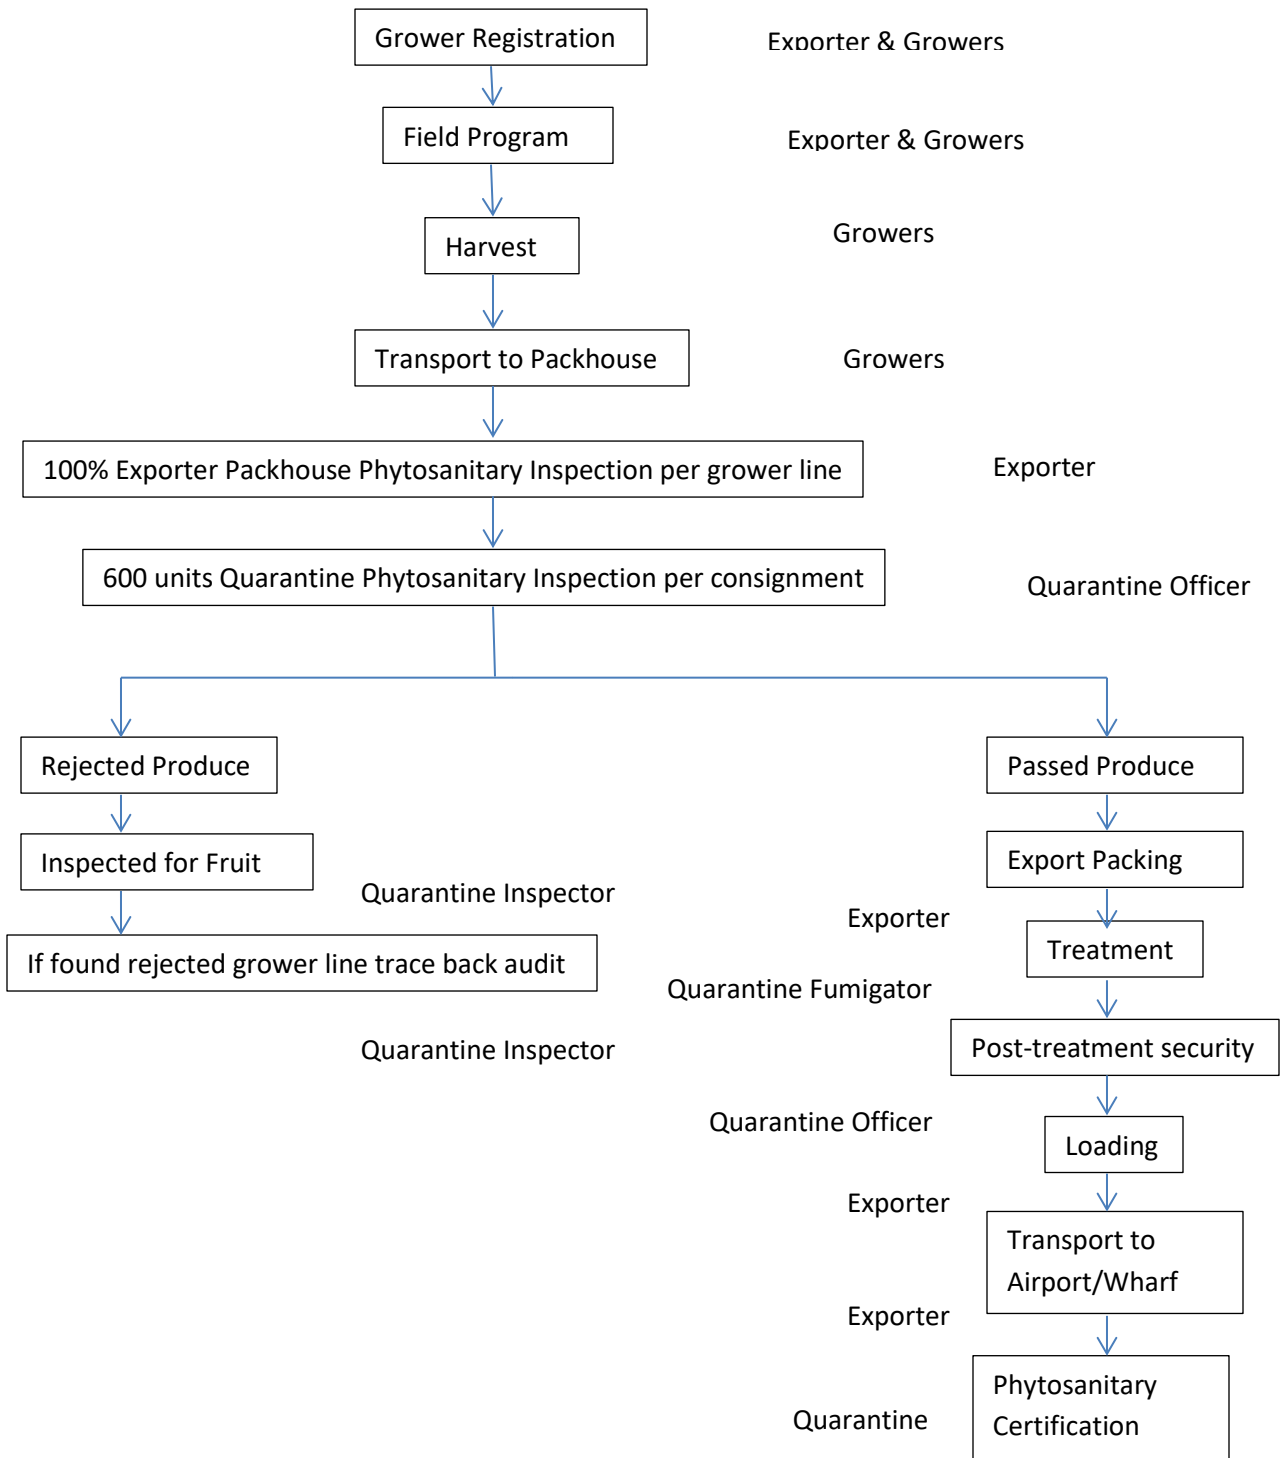 Grower Registration
Exporter & Growers
Field Program
Exporter & Growers
Harvest
Growers
Transport to Packhouse
Growers
100% Exporter Packhouse Phytosanitary Inspection per grower line
Exporter
600 units Quarantine Phytosanitary Inspection per consignment
Quarantine Officer
Rejected Produce
Passed Produce
Inspected for Fruit
Export Packing
Quarantine Inspector
Exporter
If found rejected grower line trace back audit
Treatment
Quarantine Fumigator
Quarantine Inspector
Post-treatment security
Quarantine Officer
Loading
Exporter
Transport to
Airport/Wharf
Exporter
Phytosanitary
Certification
Quarantine